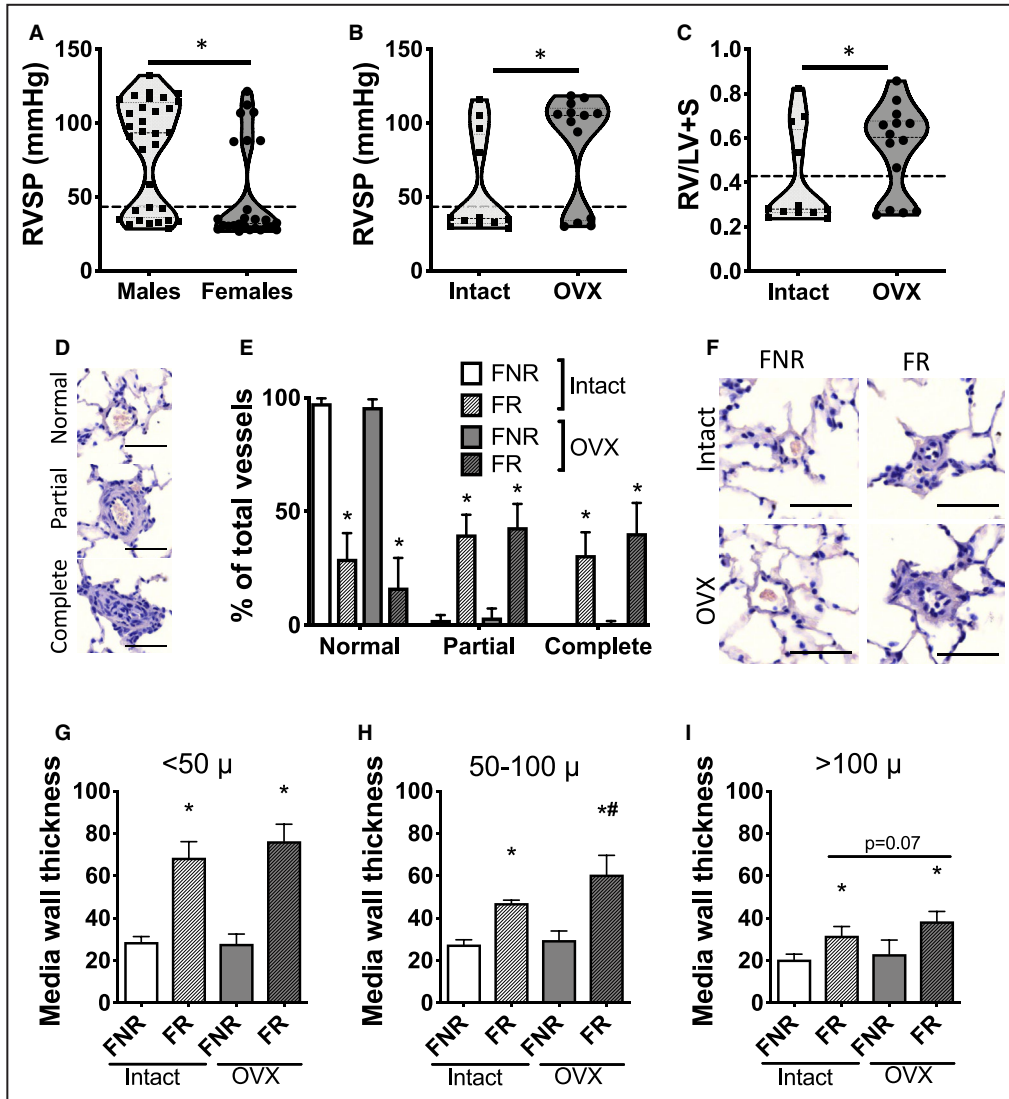 A
RVSP (mmHg)
150
100
50
0
*
Males Females
B
RVSP (mmHg)
150
100
50
0
*
Intact OVX
C
RV/LV+S
1.0
0.8
0.6
0.4
0.2
0.0
*
Intact OVX
D
Normal
Partial
Complete
E
% of total vessels
100
50
0
FNR
FR
Intact
FNR
FR
OVX
* * * * * *
Normal Partial Complete
F
FNR FR
Intact
OVX
G
<50 µ
Media wall thickness
100
80
60
40
20
0
* *
FNR FR FNR FR
Intact OVX
H
50-100 µ
Media wall thickness
100
80
60
40
20
0
* *#
FNR FR FNR FR
Intact OVX
I
>100 µ
Media wall thickness
100
80
60
40
20
0
p=0.07
* *
FNR FR FNR FR
Intact OVX